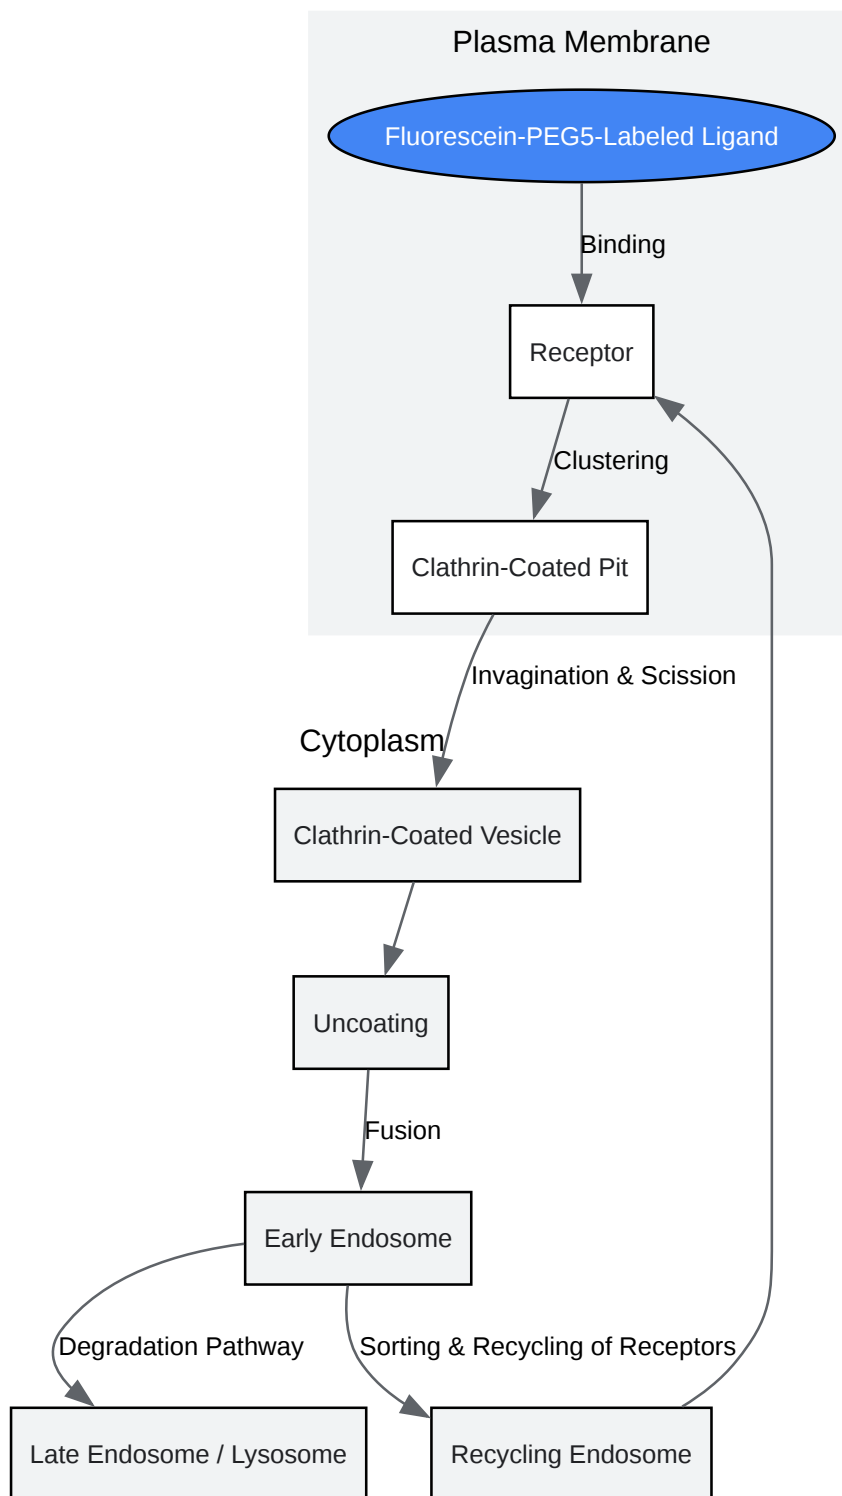 Plasma Membrane
Fluorescein-PEG5-Labeled Ligand
Binding
Receptor
Clustering
Clathrin-Coated Pit
Invagination & Scission
Cytoplasm
Clathrin-Coated Vesicle
Uncoating
Fusion
Early Endosome
Degradation Pathway
Sorting & Recycling of Receptors
Late Endosome / Lysosome
Recycling Endosome